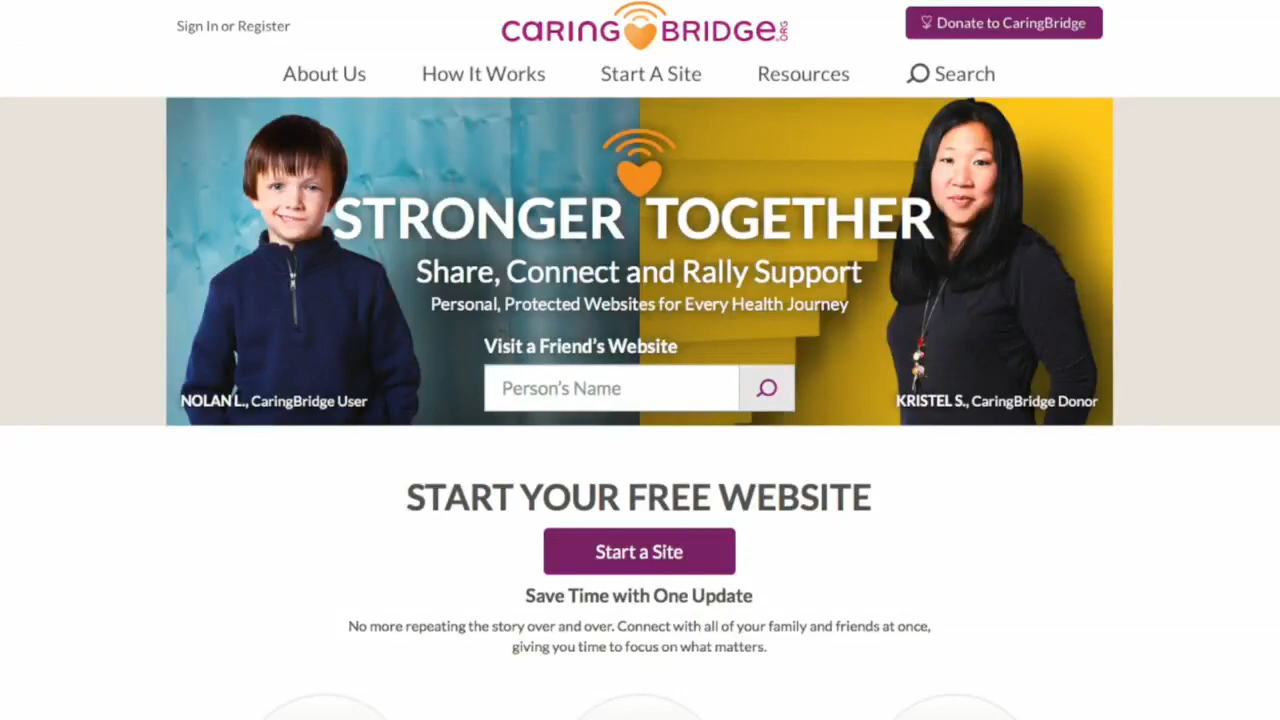 Sign In or Register
CARINGBRIDGE.ORG
Donate to CaringBridge
About Us
How It Works
Start A Site
Resources
Search
STRONGER TOGETHER
Share, Connect and Rally Support
Personal, Protected Websites for Every Health Journey
Visit a Friend's Website
Person's Name
NOLAN L., CaringBridge User
KRISTEL S., CaringBridge Donor
START YOUR FREE WEBSITE
Start a Site
Save Time with One Update
No more repeating the story over and over. Connect with all of your family and friends at once,
giving you time to focus on what matters.